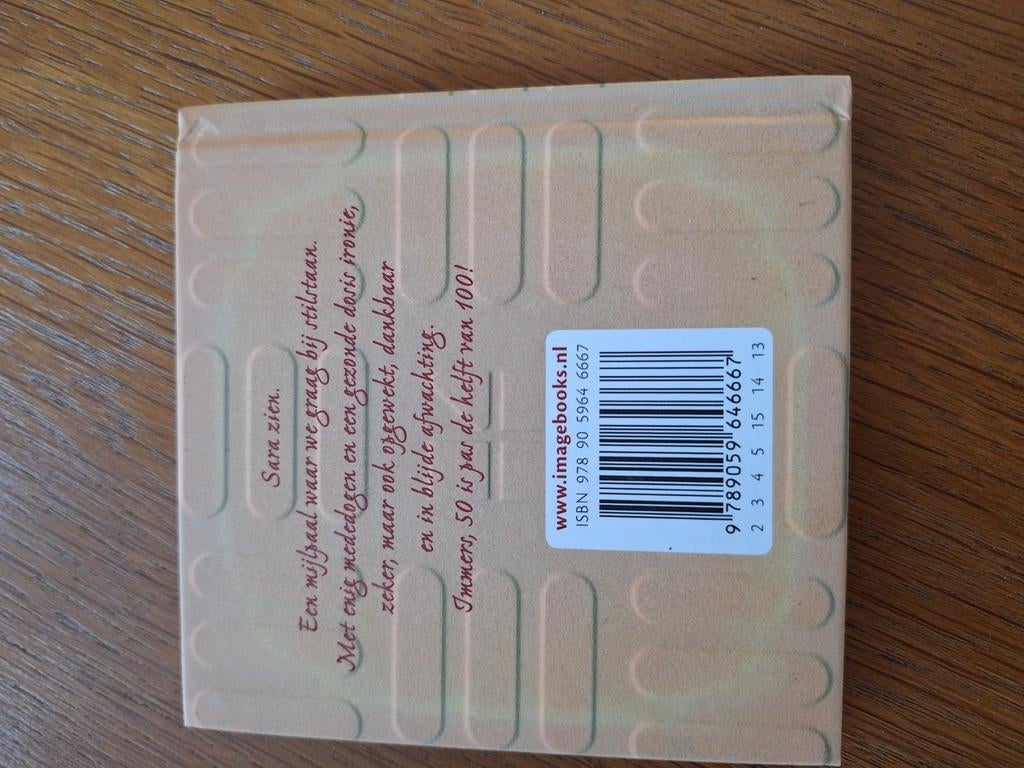 Sara zien.
Een mijlpaal waar we graag bij stilstaan.
Met enig mededogen en een gezonde dosis ironie,
zeker, maar ook opgewekt, dankbaar
en in blijde afwachting.
Immers, 50 is pas de helft van 100!
www.imagebooks.nl
ISBN 978 90 5964 6667
9 789059 646667
2 3 4 5 15 14 13